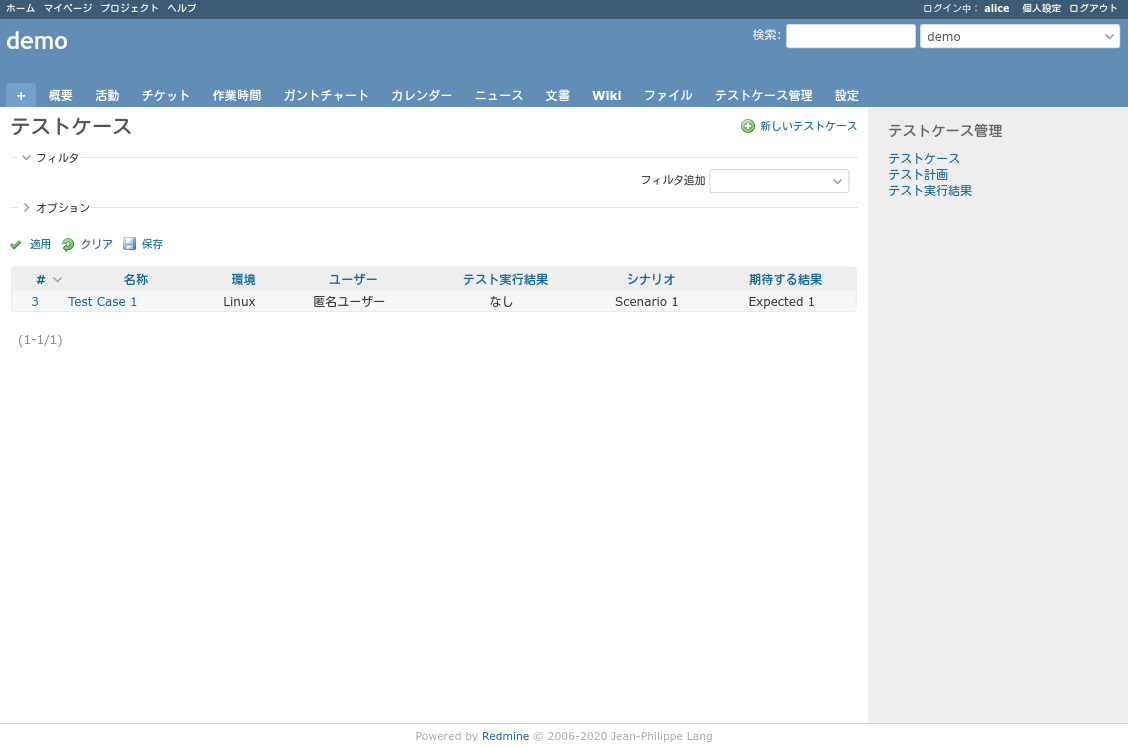 ホーム マイページ プロジェクト ヘルプ ログイン中： alice 個人設定 ログアウト
demo 検索: demo
+ 概要 活動 チケット 作業時間 ガントチャート カレンダー ニュース 文書 Wiki ファイル テストケース管理 設定
テストケース 新しいテストケース
フィルタ
フィルタ追加
オプション
適用 クリア 保存
# 名称 環境 ユーザー テスト実行結果 シナリオ 期待する結果
3 Test Case 1 Linux 匿名ユーザー なし Scenario 1 Expected 1
(1-1/1)
テストケース管理
テストケース
テスト計画
テスト実行結果
Powered by Redmine © 2006-2020 Jean-Philippe Lang